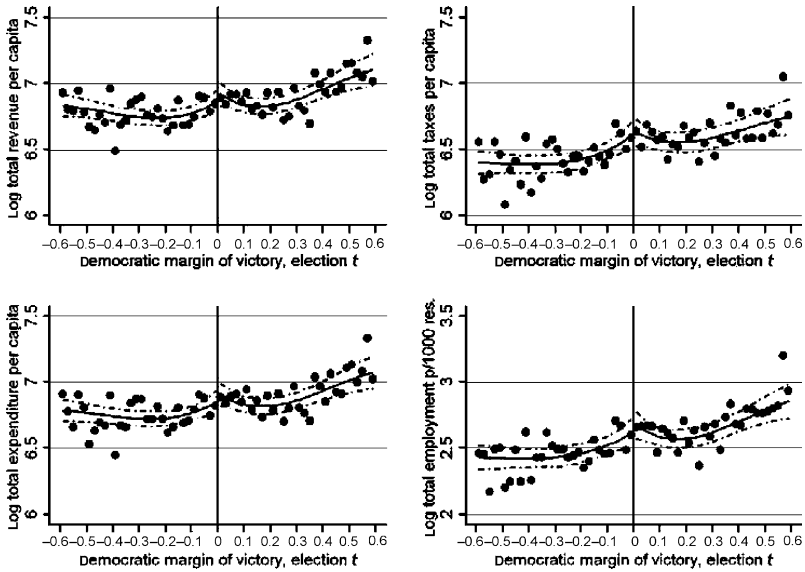 Log total revenue per capita
7.5
7
6.5
6
−0.6−0.5−0.4−0.3−0.2−0.1 0 0.1 0.2 0.3 0.4 0.5 0.6
Democratic margin of victory, election t
Log total taxes per capita
7.5
7
6.5
6
−0.6−0.5−0.4−0.3−0.2−0.1 0 0.1 0.2 0.3 0.4 0.5 0.6
Democratic margin of victory, election t
Log total expenditure per capita
7.5
7
6.5
6
−0.6−0.5−0.4−0.3−0.2−0.1 0 0.1 0.2 0.3 0.4 0.5 0.6
Democratic margin of victory, election t
Log total employment p/1000 res.
3.5
3
2.5
2
−0.6−0.5−0.4−0.3−0.2−0.1 0 0.1 0.2 0.3 0.4 0.5 0.6
Democratic margin of victory, election t